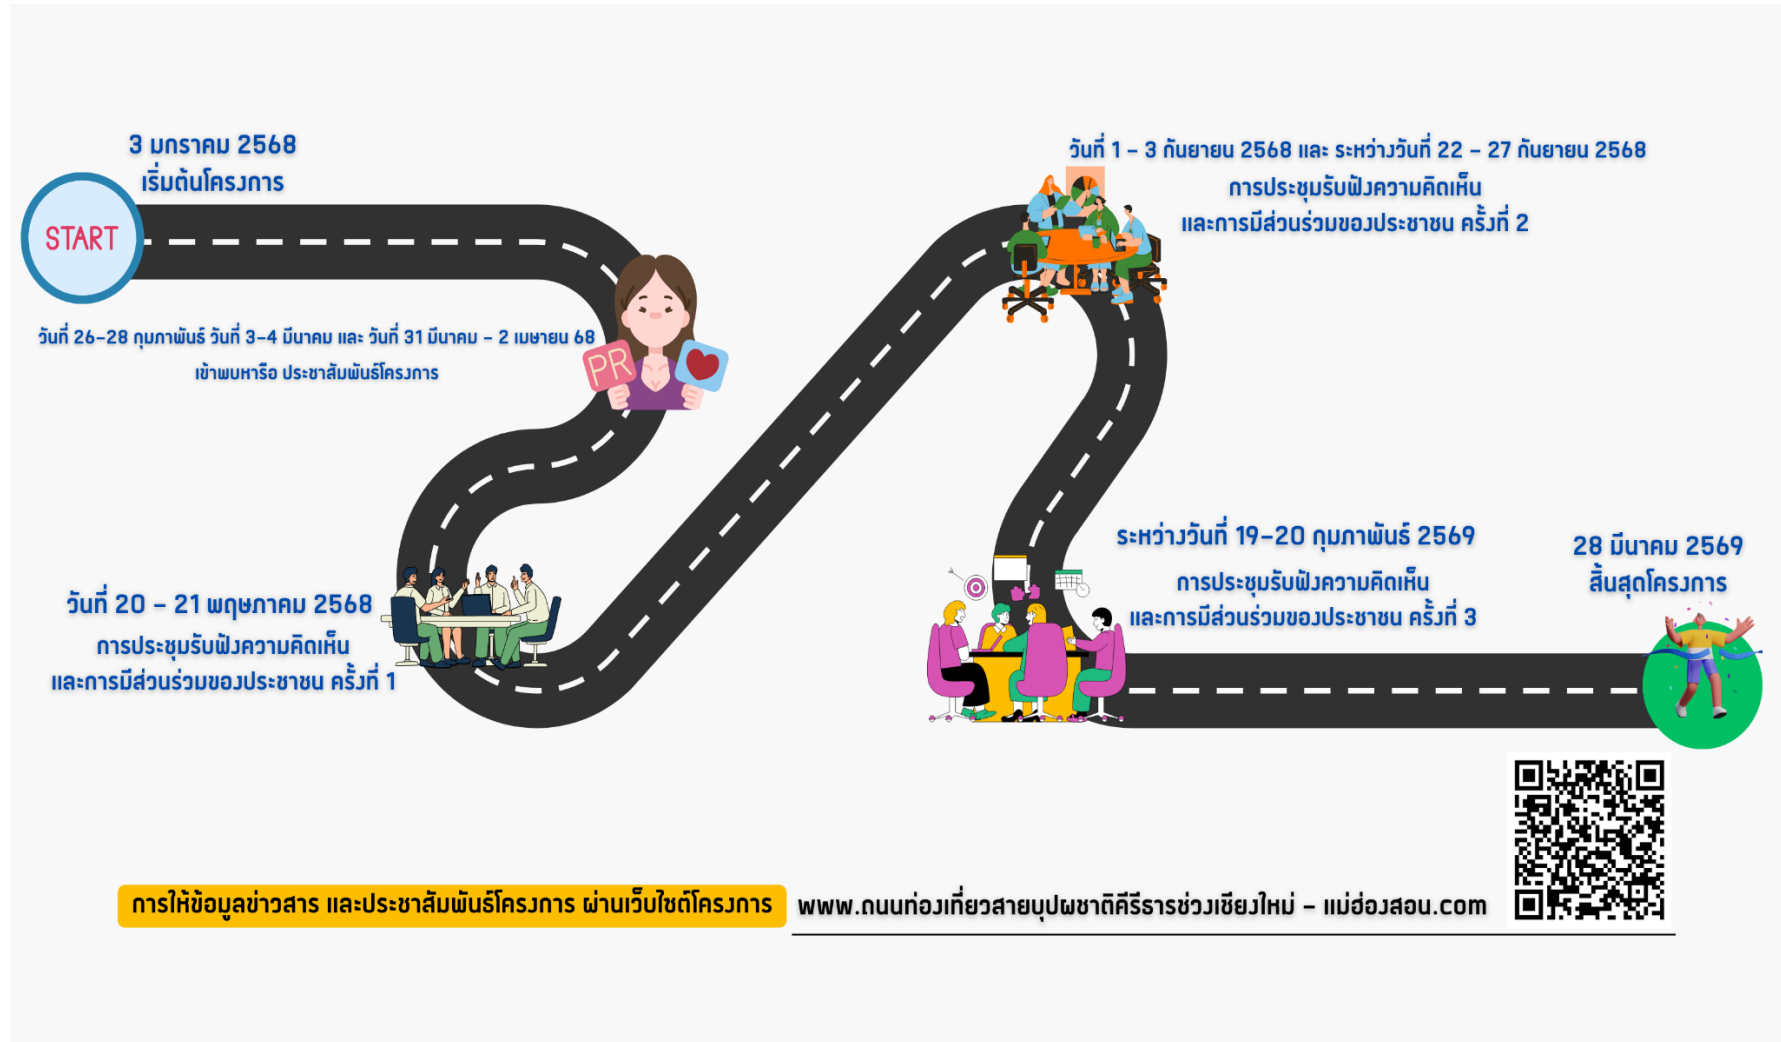 3 มกราคม 2568
เริ่มต้นโครงการ
START
วันที่ 26-28 กุมภาพันธ์ วันที่ 3-4 มีนาคม และ วันที่ 31 มีนาคม - 2 เมษายน 68
เข้าพบหารือ ประชาสัมพันธ์โครงการ
PR
วันที่ 20 - 21 พฤษภาคม 2568
การประชุมรับฟังความคิดเห็น
และการมีส่วนร่วมของประชาชน ครั้งที่ 1
วันที่ 1 - 3 กันยายน 2568 และ ระหว่างวันที่ 22 - 27 กันยายน 2568
การประชุมรับฟังความคิดเห็น
และการมีส่วนร่วมของประชาชน ครั้งที่ 2
ระหว่างวันที่ 19-20 กุมภาพันธ์ 2569
การประชุมรับฟังความคิดเห็น
และการมีส่วนร่วมของประชาชน ครั้งที่ 3
28 มีนาคม 2569
สิ้นสุดโครงการ
การให้ข้อมูลข่าวสาร และประชาสัมพันธ์โครงการ ผ่านเว็บไซต์โครงการ www.ถนนท่องเที่ยวสายบุปผชาติคีรีธารช่วงเชียงใหม่ - แม่ฮ่องสอน.com